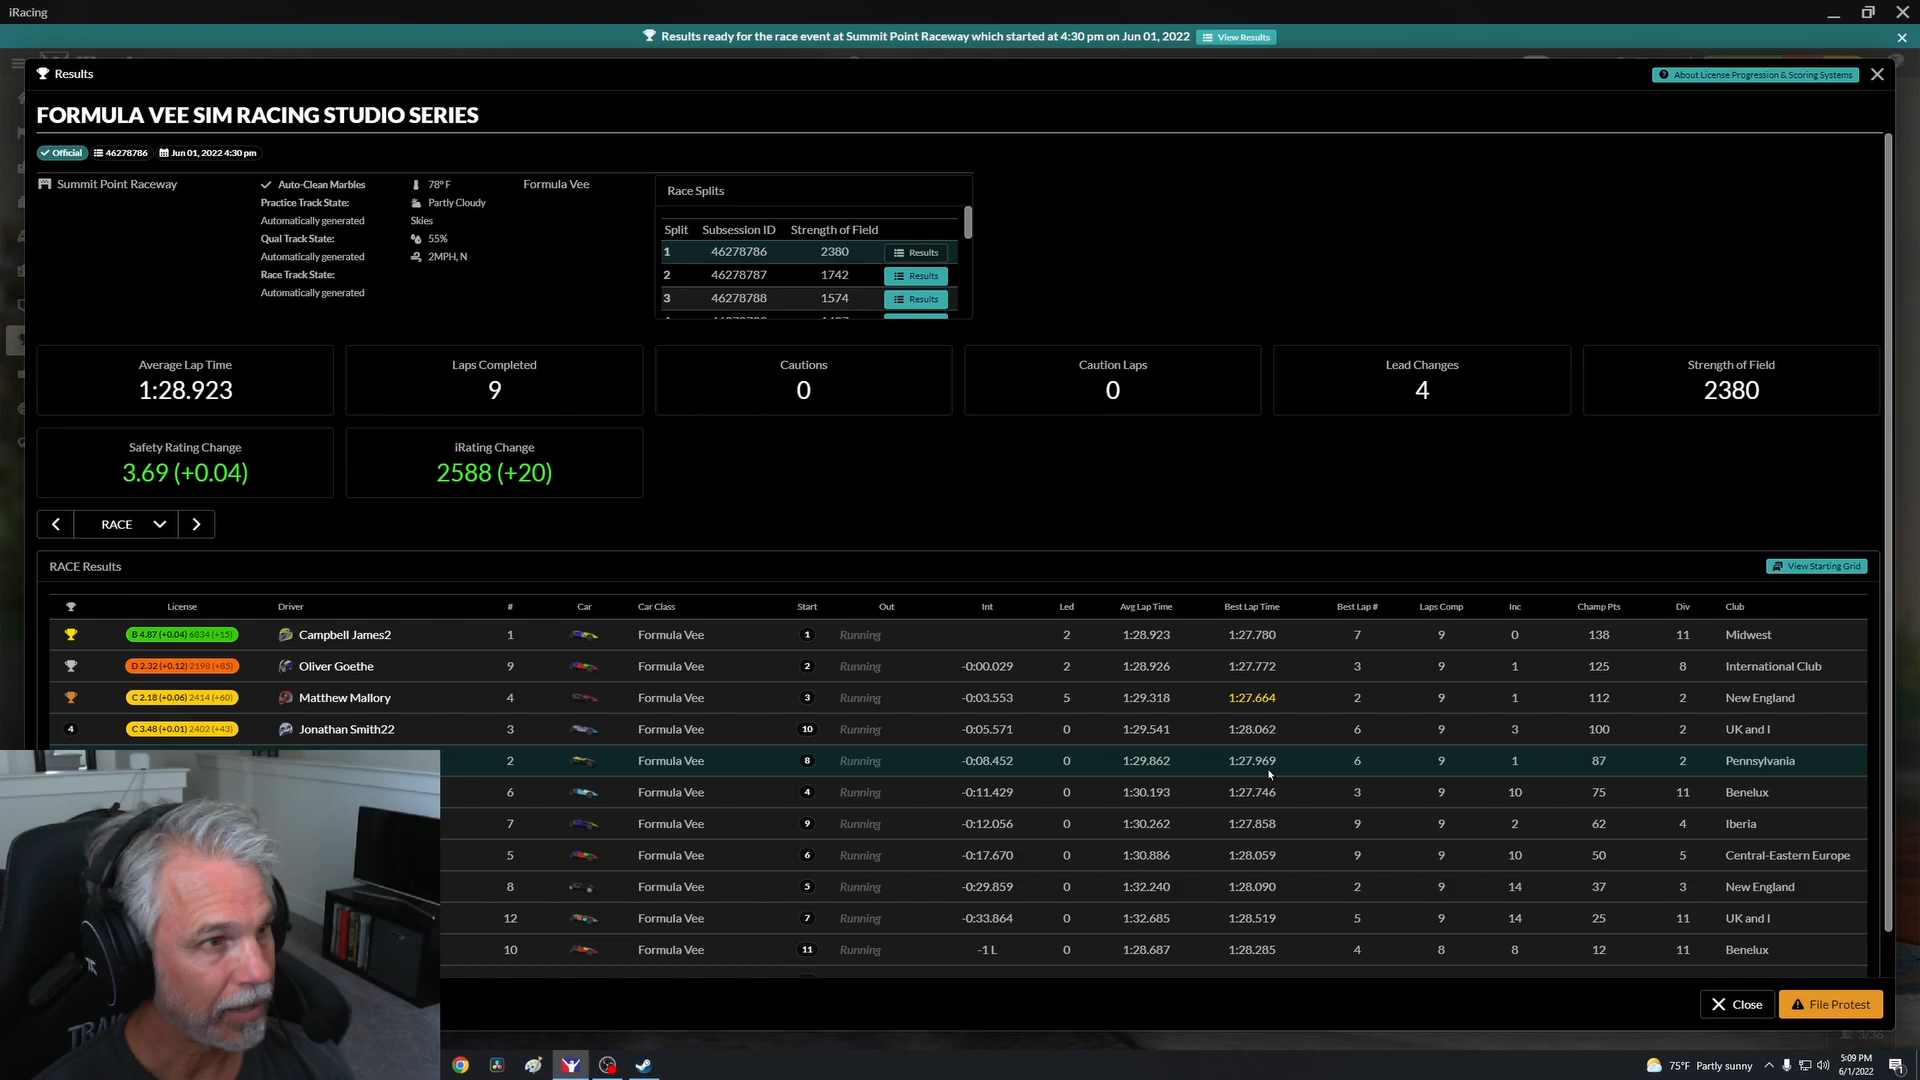 iRacing
Results ready for the race event at Summit Point Raceway which started at 4:30 pm on Jun 01, 2022 View Results
Results
About License Progression & Scoring Systems
FORMULA VEE SIM RACING STUDIO SERIES
Official 46278786 Jun 01, 2022 4:30 pm
Summit Point Raceway
Auto-Clean Marbles
Practice Track State:
Automatically generated
Qual Track State:
Automatically generated
Race Track State:
Automatically generated
78° F
Partly Cloudy
Skies
55%
2MPH, N
Formula Vee
Race Splits
Split Subsession ID Strength of Field
1 46278786 2380 Results
2 46278787 1742 Results
3 46278788 1574 Results
Average Lap Time
1:28.923
Laps Completed
9
Cautions
0
Caution Laps
0
Lead Changes
4
Strength of Field
2380
Safety Rating Change
3.69 (+0.04)
iRating Change
2588 (+20)
RACE
RACE Results
View Starting Grid
License Driver # Car Car Class Start Out Int Led Avg Lap Time Best Lap Time Best Lap # Laps Comp Inc Champ Pts Div Club
B 4.87 (+0.04) 6834 (+15) Campbell James2 1 Formula Vee 1 Running 2 1:28.923 1:27.780 7 9 0 138 11 Midwest
D 2.32 (+0.12) 2198 (+85) Oliver Goethe 9 Formula Vee 2 Running -0:00.029 2 1:28.926 1:27.772 3 9 1 125 8 International Club
C 2.18 (+0.06) 2414 (+60) Matthew Mallory 4 Formula Vee 3 Running -0:03.553 5 1:29.318 1:27.664 2 9 1 112 2 New England
4 C 3.48 (+0.01) 2402 (+43) Jonathan Smith22 3 Formula Vee 10 Running -0:05.571 0 1:29.541 1:28.062 6 9 3 100 2 UK and I
2 Formula Vee 8 Running -0:08.452 0 1:29.862 1:27.969 6 9 1 87 2 Pennsylvania
6 Formula Vee 4 Running -0:11.429 0 1:30.193 1:27.746 3 9 10 75 11 Benelux
7 Formula Vee 9 Running -0:12.056 0 1:30.262 1:27.858 9 9 2 62 4 Iberia
5 Formula Vee 6 Running -0:17.670 0 1:30.886 1:28.059 9 9 10 50 5 Central-Eastern Europe
8 Formula Vee 5 Running -0:29.859 0 1:32.240 1:28.090 2 9 14 37 3 New England
12 Formula Vee 7 Running -0:33.864 0 1:32.685 1:28.519 5 9 14 25 11 UK and I
10 Formula Vee 11 Running -1 L 0 1:28.687 1:28.285 4 8 8 12 11 Benelux
Close
File Protest
75°F Partly sunny
5:09 PM
6/1/2022